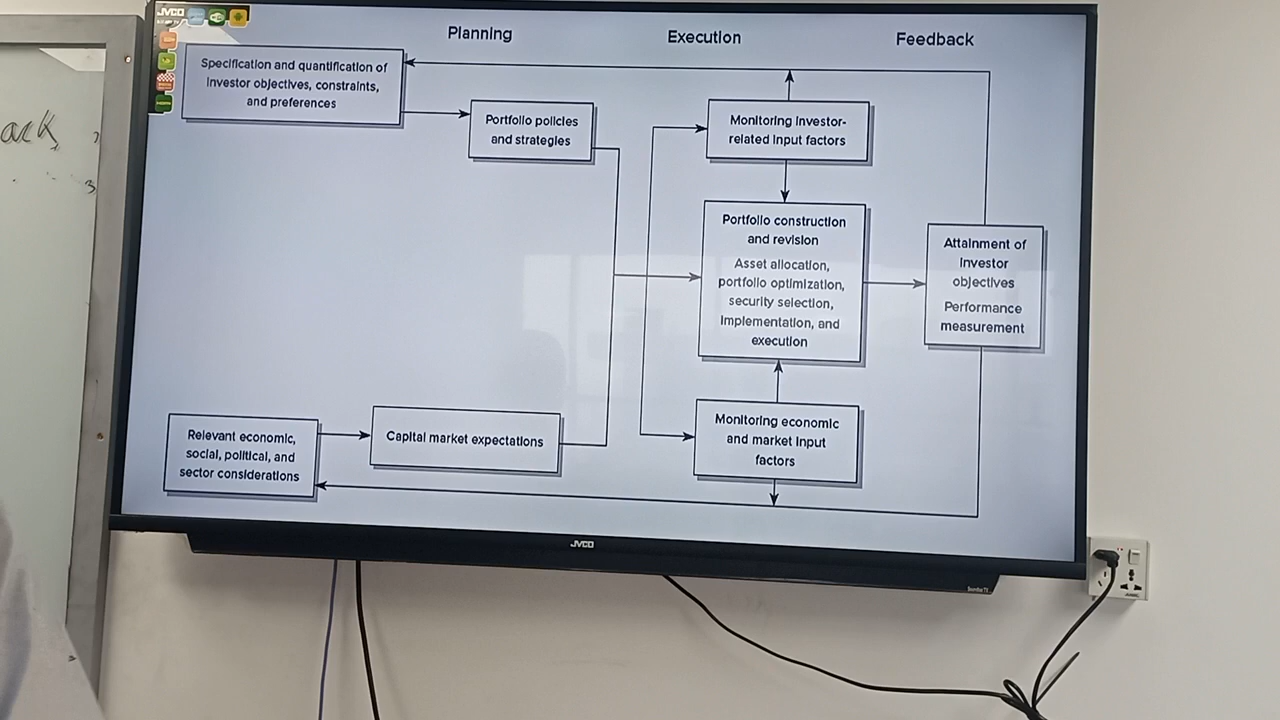 JVCO
Planning
Execution
Feedback
Specification and quantification of
investor objectives, constraints,
and preferences
Portfolio policies
and strategies
Monitoring investor-
related input factors
Portfolio construction
and revision
Asset allocation,
portfolio optimization,
security selection,
implementation, and
execution
Attainment of
investor
objectives
Performance
measurement
Relevant economic,
social, political, and
sector considerations
Capital market expectations
Monitoring economic
and market input
factors
JVCO